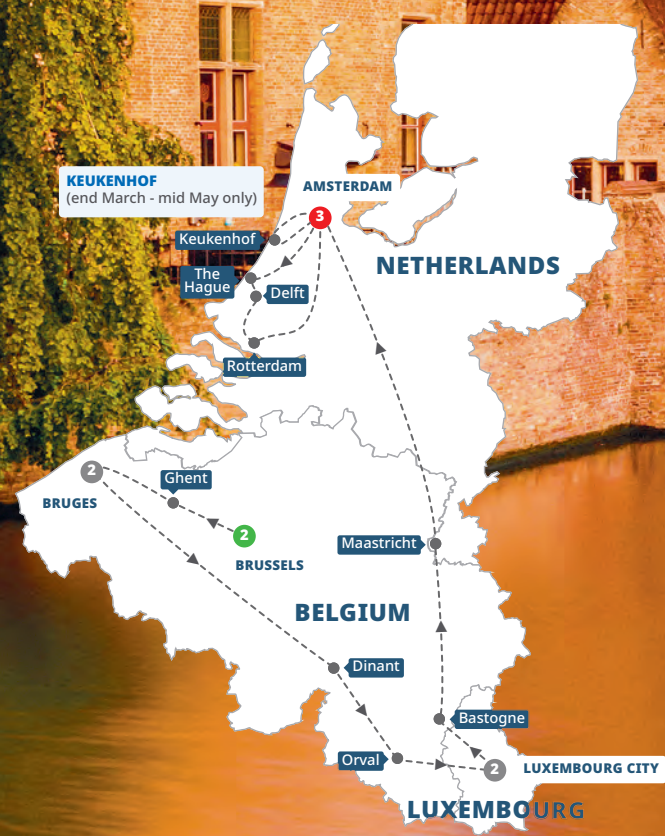 KEUKENHOF
(end March - mid May only)
AMSTERDAM
3
Keukenhof
NETHERLANDS
The
Hague
Delft
Rotterdam
2
BRUGES
Ghent
2
BRUSSELS
Maastricht
BELGIUM
Dinant
Bastogne
Orval
2
LUXEMBOURG CITY
LUXEMBOURG